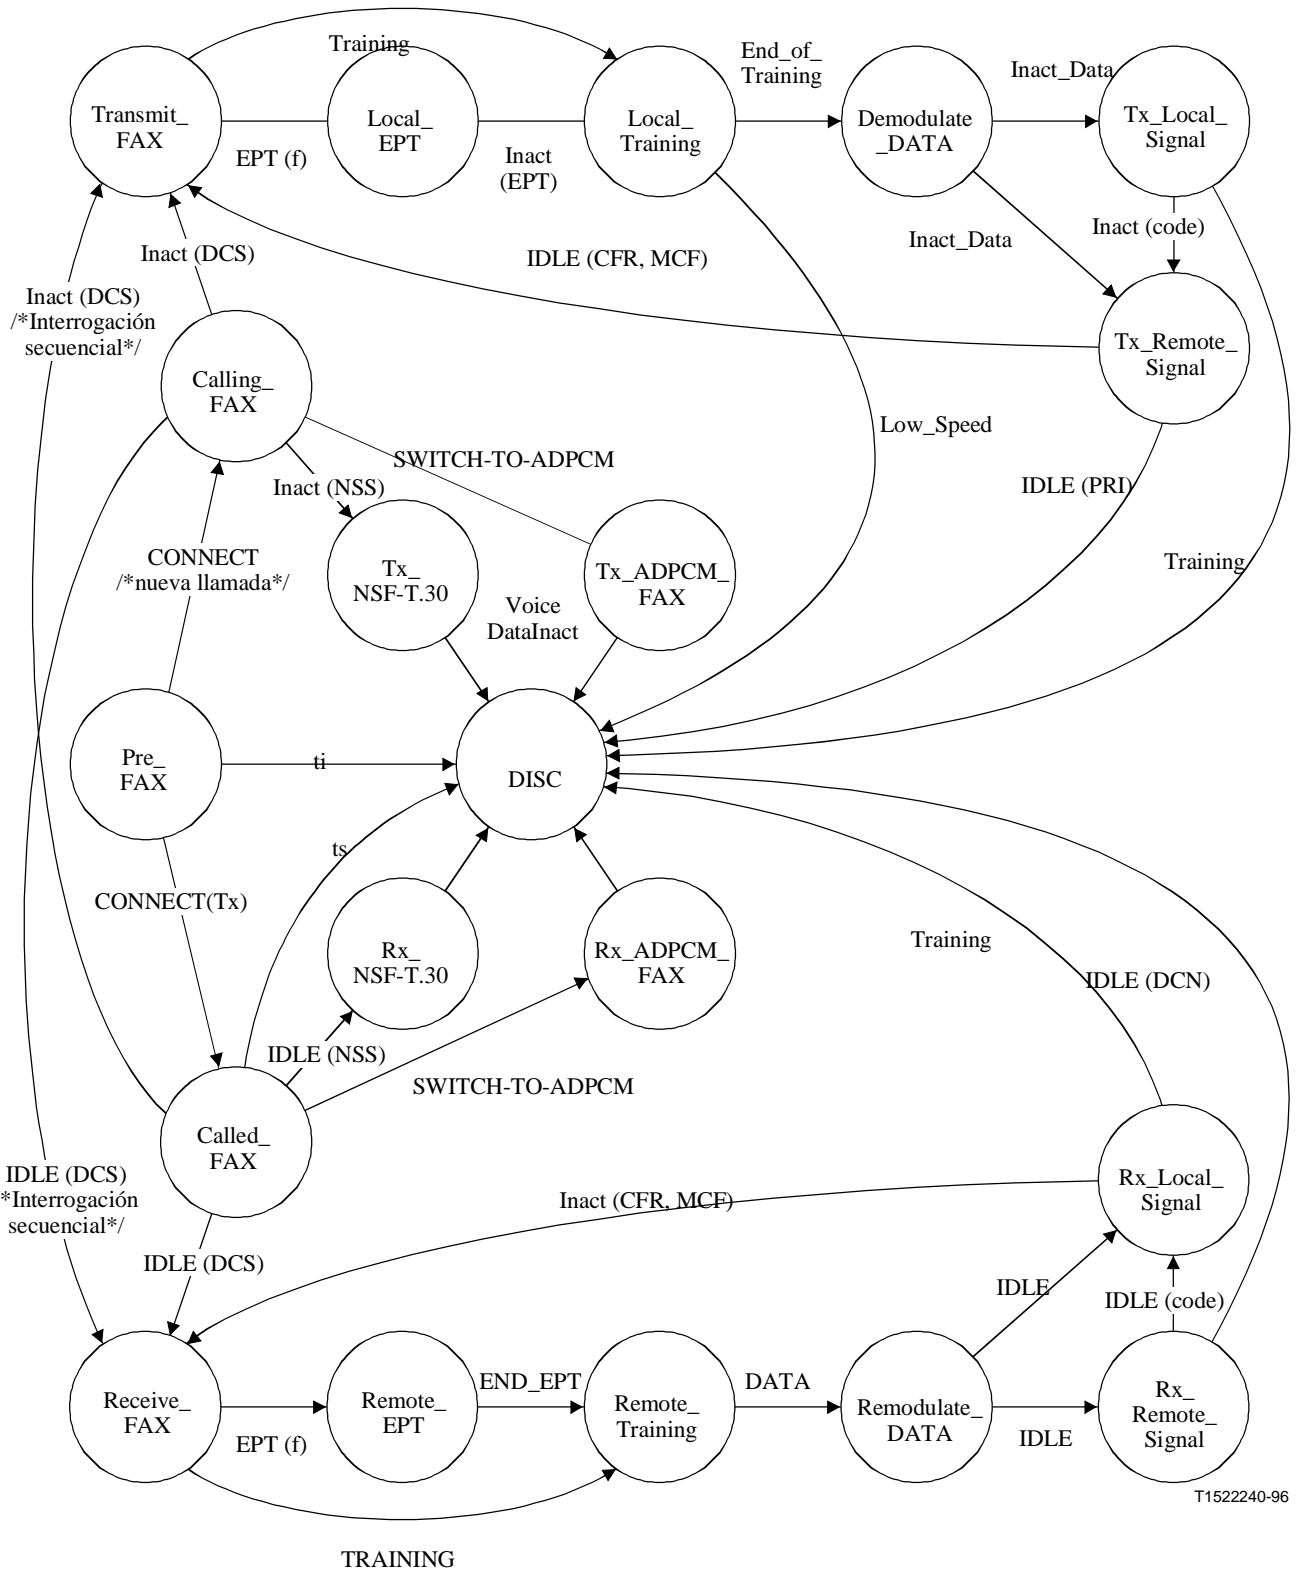 Training
End_of_
Training
Inact_Data
Transmit_
FAX
Local_
EPT
Local_
Training
Demodulate
_DATA
Tx_Local_
Signal
EPT (f)
Inact
(EPT)
Inact (DCS)
IDLE (CFR, MCF)
Inact_Data
Inact (code)
Inact (DCS)
/*Interrogación
secuencial*/
Calling_
FAX
Tx_Remote_
Signal
Low_Speed
SWITCH-TO-ADPCM
Inact (NSS)
IDLE (PRI)
CONNECT
/*nueva llamada*/
Tx_
NSF-T.30
Tx_ADPCM_
FAX
Training
Voice
DataInact
Pre_
FAX
ti
DISC
ts
CONNECT(Tx)
Rx_
NSF-T.30
Rx_ADPCM_
FAX
Training
IDLE (DCN)
IDLE (NSS)
SWITCH-TO-ADPCM
Called_
FAX
IDLE (DCS)
*Interrogación
secuencial*/
Inact (CFR, MCF)
Rx_Local_
Signal
IDLE (DCS)
IDLE
IDLE (code)
Receive_
FAX
EPT (f)
Remote_
EPT
END_EPT
Remote_
Training
DATA
Remodulate_
DATA
IDLE
Rx_
Remote_
Signal
T1522240-96
TRAINING